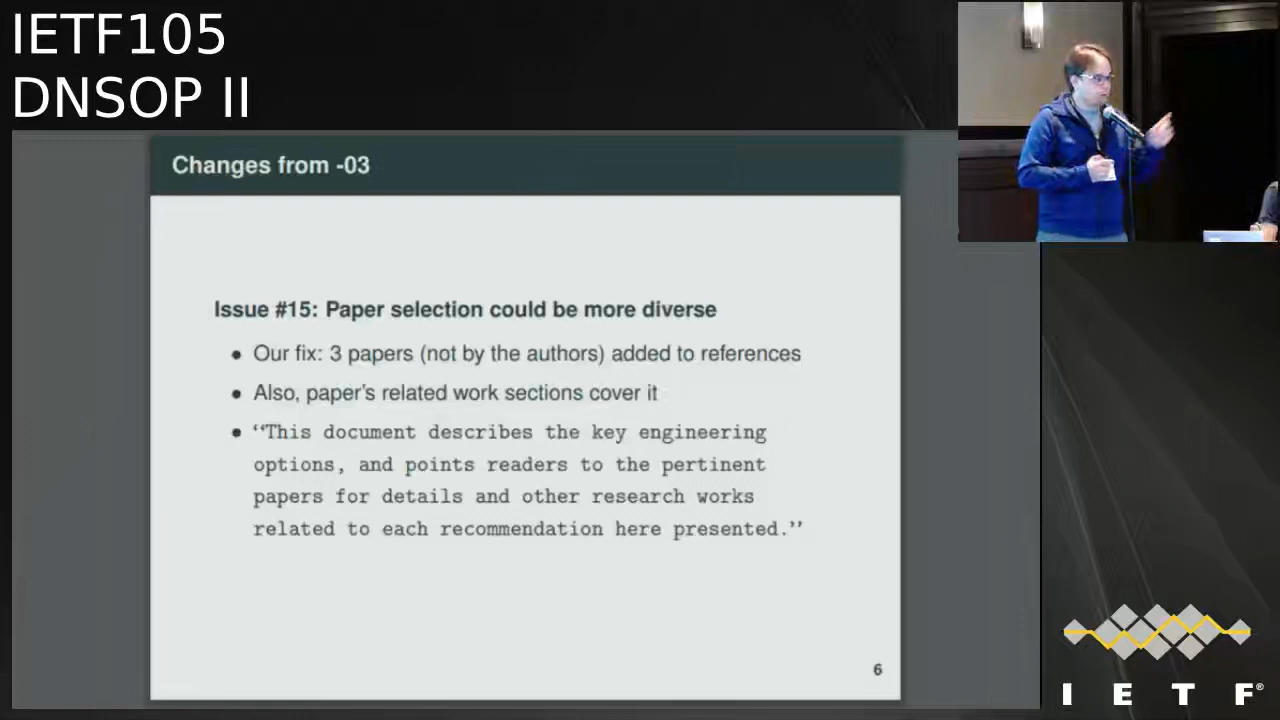 IETF105
DNSOP II
Changes from -03
Issue #15: Paper selection could be more diverse
• Our fix: 3 papers (not by the authors) added to references
• Also, paper's related work sections cover it
• “This document describes the key engineering
options, and points readers to the pertinent
papers for details and other research works
related to each recommendation here presented.”
6
I E T F®